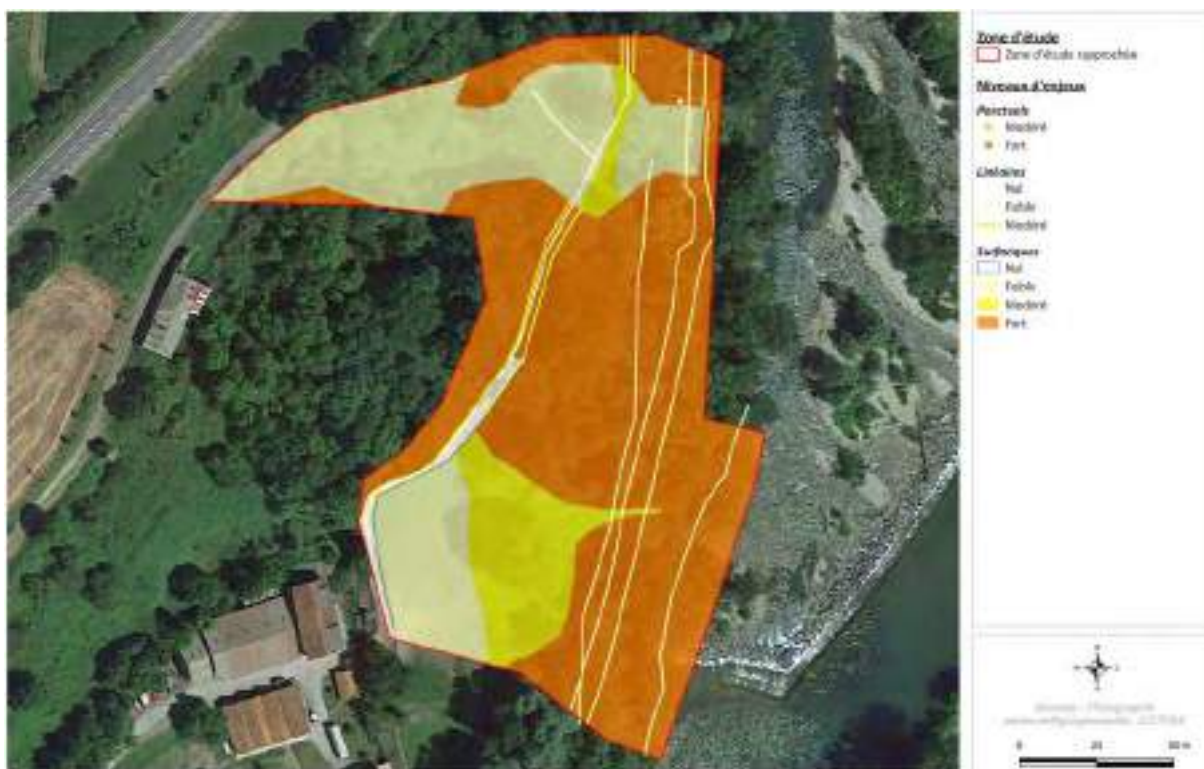 Zone d'étude
Zone d'étude rapprochée
Niveaux d'enjeux
Ponctuels
Modéré
Fort
Linéaires
Nul
Faible
Modéré
Surfaciques
Nul
Faible
Modéré
Fort
0